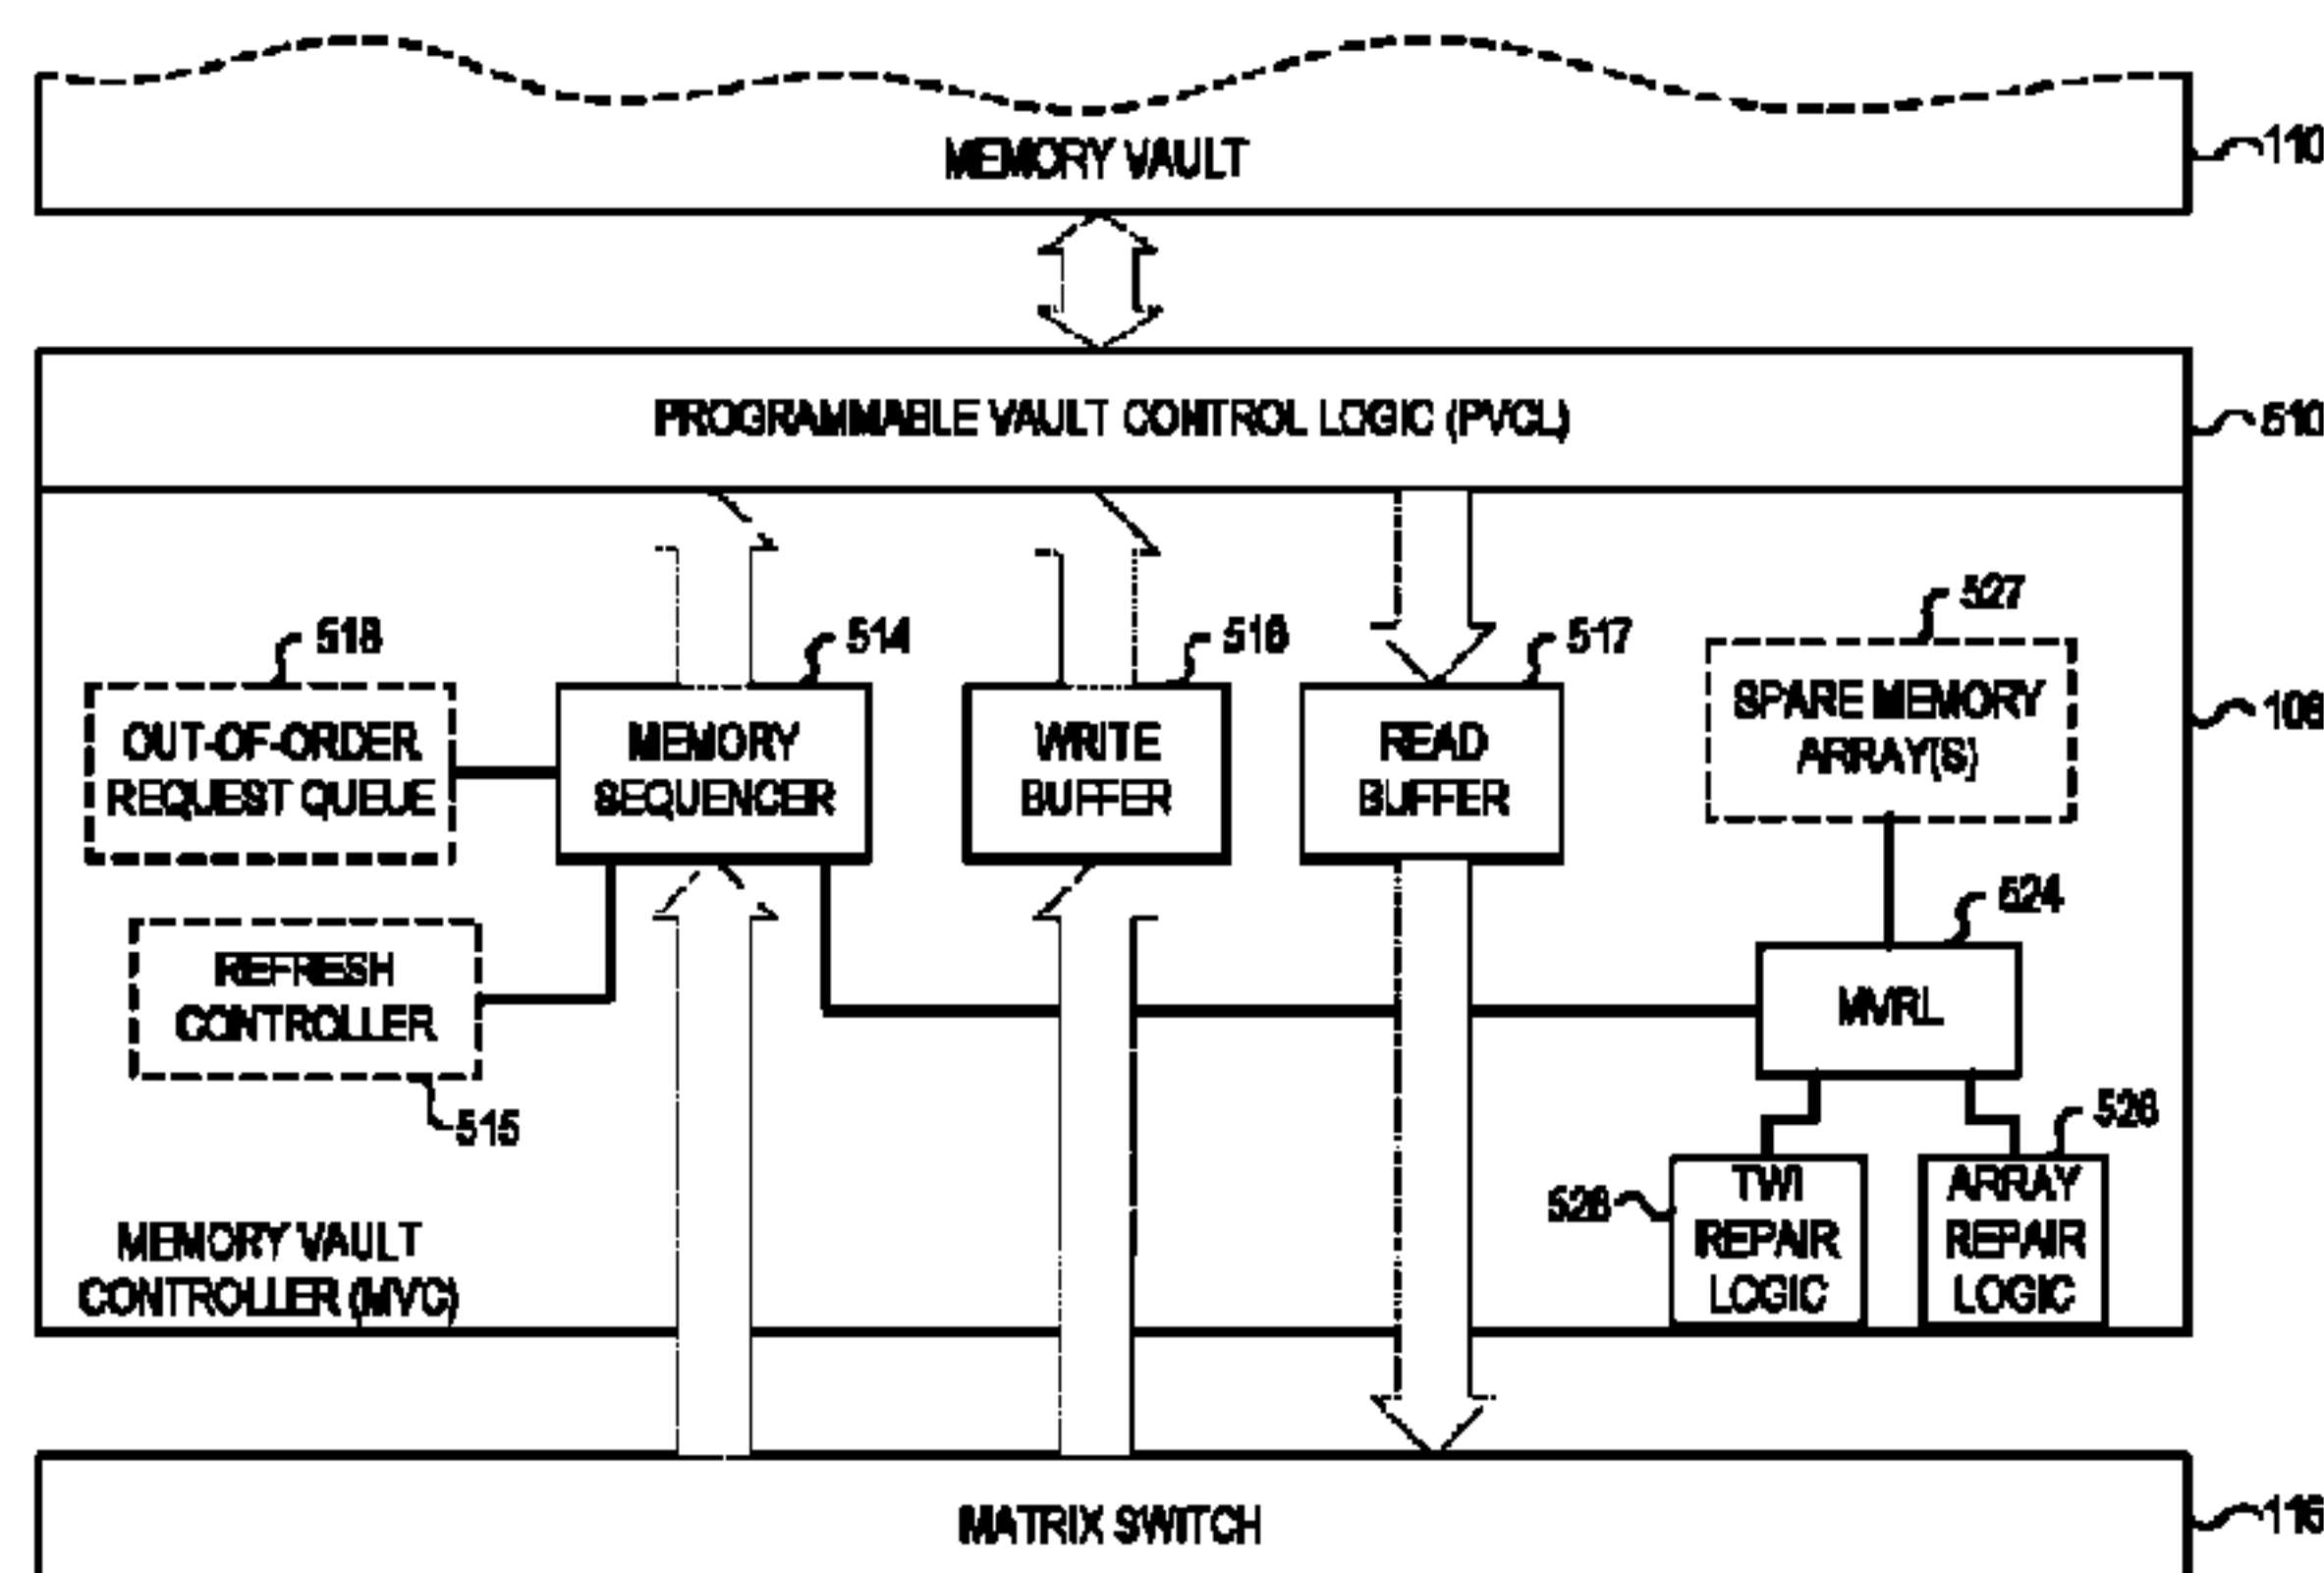 MEMORY VAULT
110
PROGRAMMABLE VAULT CONTROL LOGIC (PVCL)
510
527
518
514
516
517
106
OUT-OF-ORDER
REQUEST QUEUE
MEMORY
SEQUENCER
WRITE
BUFFER
READ
BUFFER
SPARE MEMORY
ARRAY(S)
524
REFRESH
CONTROLLER
MVRL
515
526
528
TWI
REPAIR
LOGIC
ARRAY
REPAIR
LOGIC
MEMORY VAULT
CONTROLLER (MVC)
MATRIX SWITCH
116